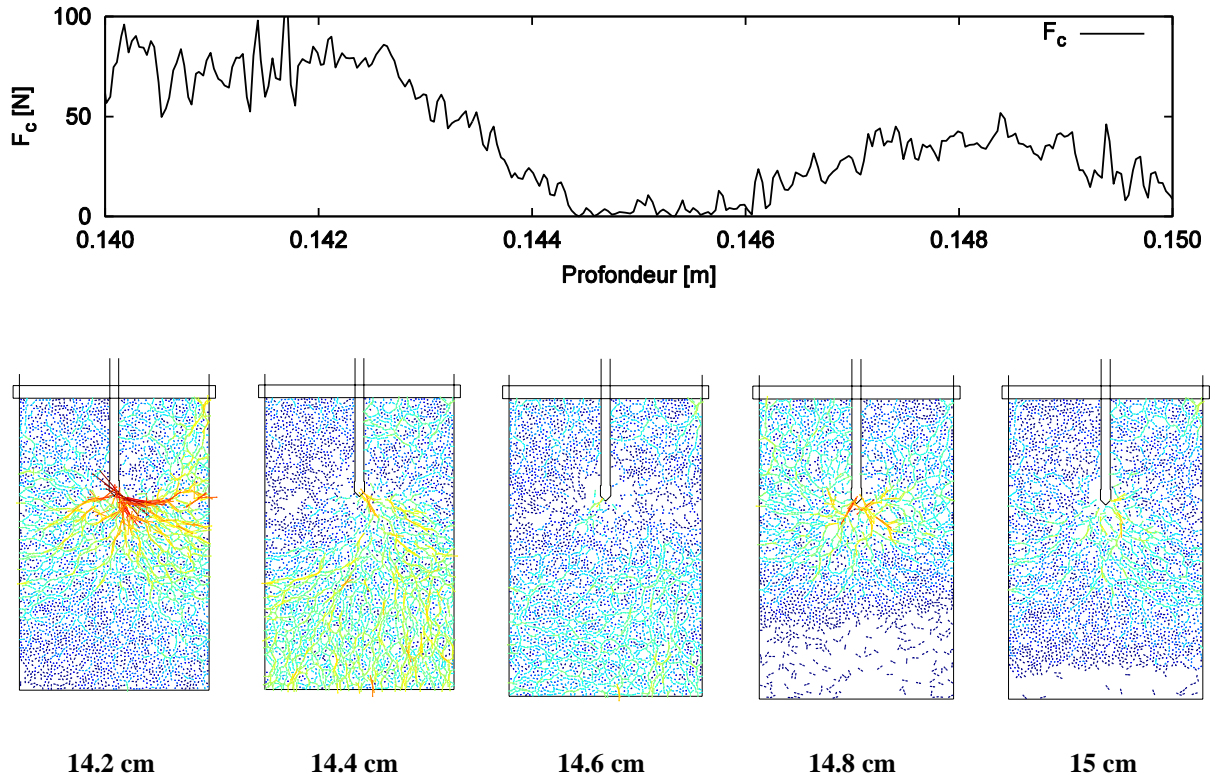 100
50
0
F_c [N]
F_c
0.140 0.142 0.144 0.146 0.148 0.150
Profondeur [m]
14.2 cm 14.4 cm 14.6 cm 14.8 cm 15 cm